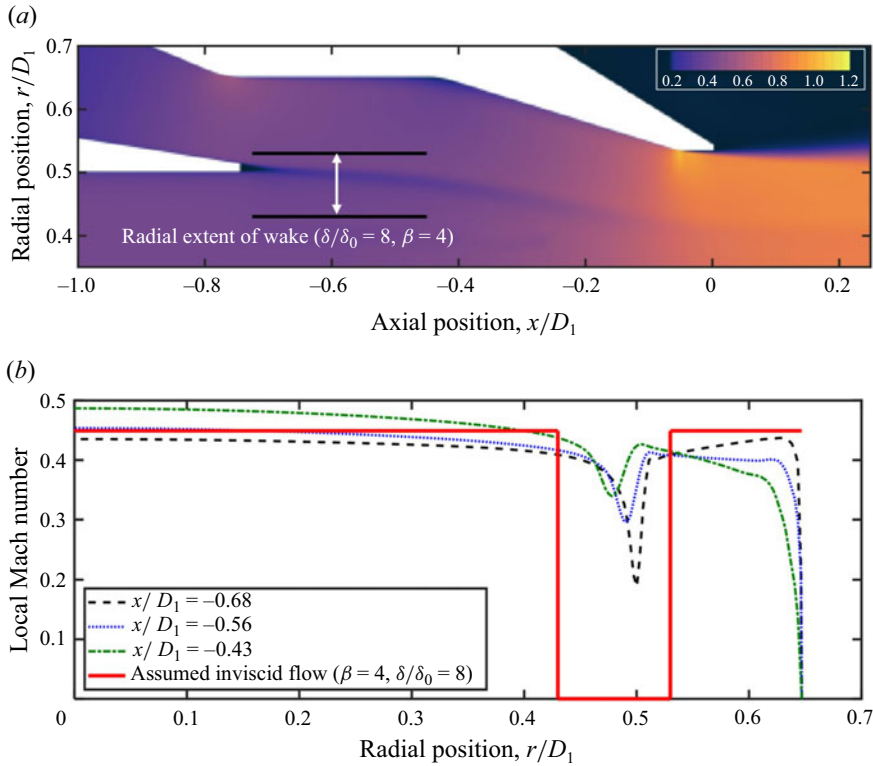 (a)
Radial position, r/D₁
0.7
0.6
0.5
0.4
0.2 0.4 0.6 0.8 1.0 1.2
Radial extent of wake (δ/δ₀ = 8, β = 4)
–1.0 –0.8 –0.6 –0.4 –0.2 0 0.2
Axial position, x/D₁
(b)
Local Mach number
0.5
0.4
0.3
0.2
0.1
x/ D₁ = –0.68
x/ D₁ = –0.56
x/ D₁ = –0.43
Assumed inviscid flow (β = 4, δ/δ₀ = 8)
0 0.1 0.2 0.3 0.4 0.5 0.6 0.7
Radial position, r/D₁